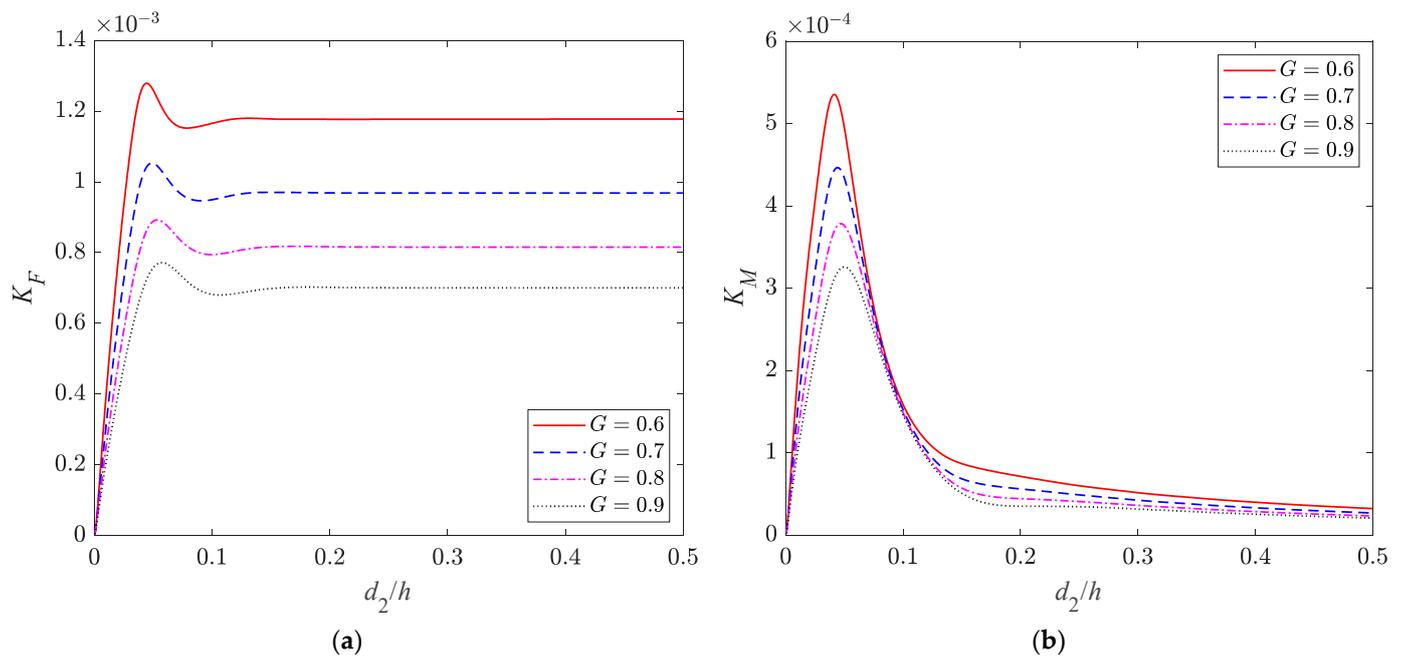 ×10⁻³
1.4
1.2
1
0.8
0.6
0.4
0.2
0
K_F
G = 0.6
G = 0.7
G = 0.8
G = 0.9
0 0.1 0.2 0.3 0.4 0.5
d₂/h
(a)
×10⁻⁴
6
5
4
3
2
1
0
K_M
G = 0.6
G = 0.7
G = 0.8
G = 0.9
0 0.1 0.2 0.3 0.4 0.5
d₂/h
(b)